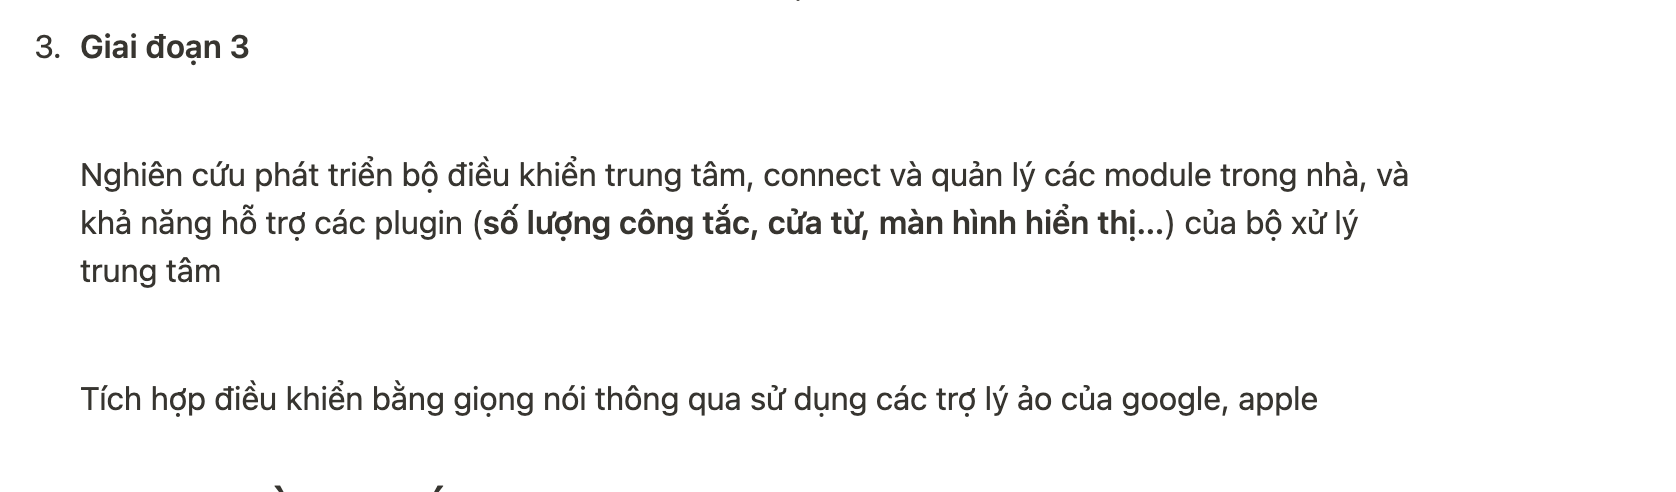 3. Giai đoạn 3
Nghiên cứu phát triển bộ điều khiển trung tâm, connect và quản lý các module trong nhà, và
khả năng hỗ trợ các plugin (số lượng công tắc, cửa từ, màn hình hiển thị...) của bộ xử lý
trung tâm
Tích hợp điều khiển bằng giọng nói thông qua sử dụng các trợ lý ảo của google, apple